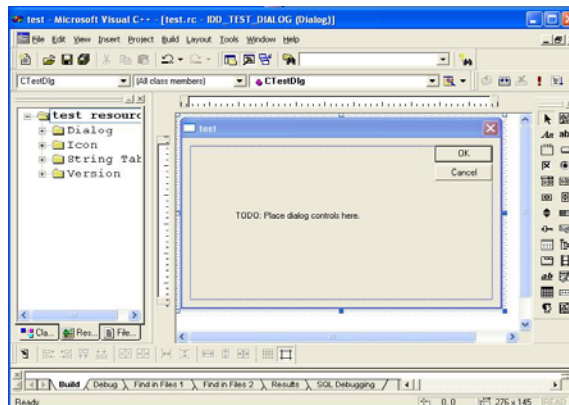 test - Microsoft Visual C++ - [test.rc - IDD_TEST_DIALOG (Dialog)]
File Edit View Insert Project Build Layout Tools Window Help
CTestDlg (All class members) CTestDlg
test resourc
Dialog
Icon
String Tab
Version
test
OK
Cancel
TODO: Place dialog controls here.
Cla... Res... File...
Build Debug Find in Files 1 Find in Files 2 Results SQL Debugging
Ready 0, 0 276 x 145 READ